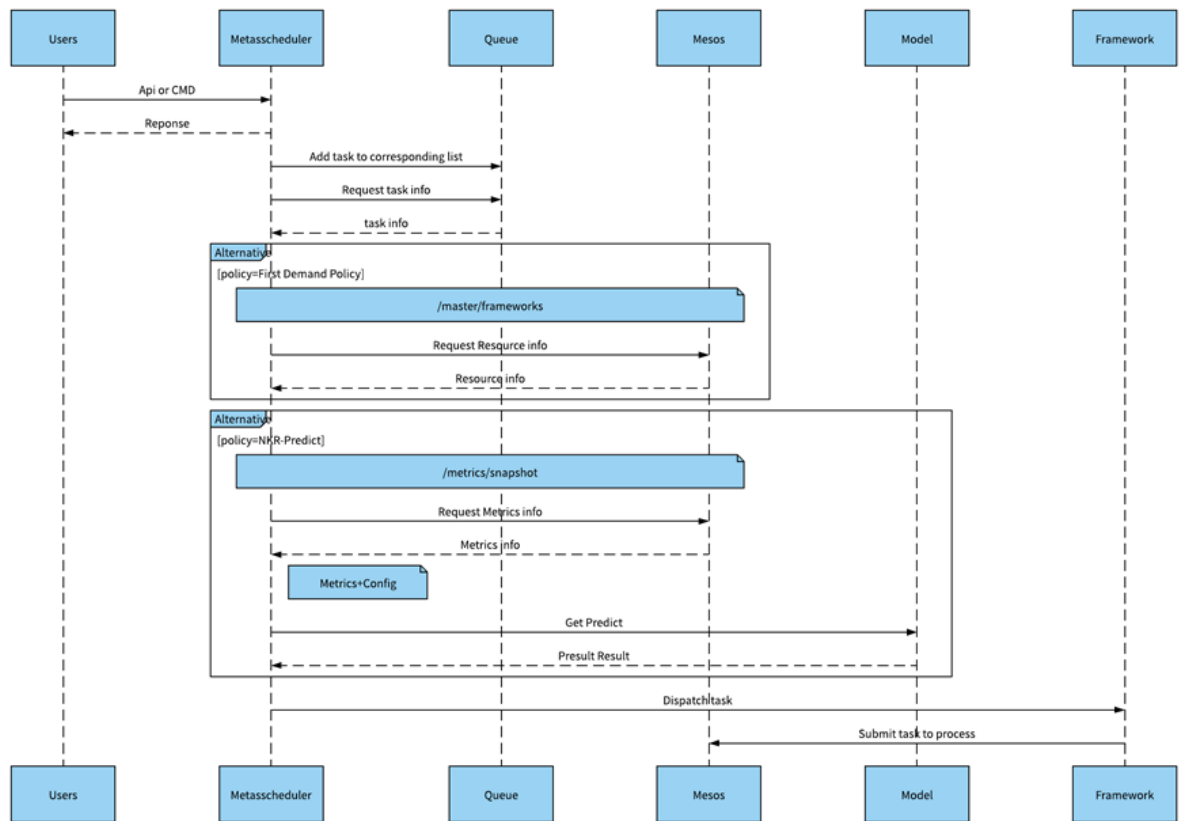 Users
Metasscheduler
Queue
Mesos
Model
Framework
Api or CMD
Reponse
Add task to corresponding list
Request task info
task info
Alternative
[policy=First Demand Policy]
/master/frameworks
Request Resource info
Resource info
Alternative
[policy=NKR-Predict]
/metrics/snapshot
Request Metrics info
Metrics info
Metrics+Config
Get Predict
Presult Result
Dispatch task
Submit task to process
Users
Metasscheduler
Queue
Mesos
Model
Framework